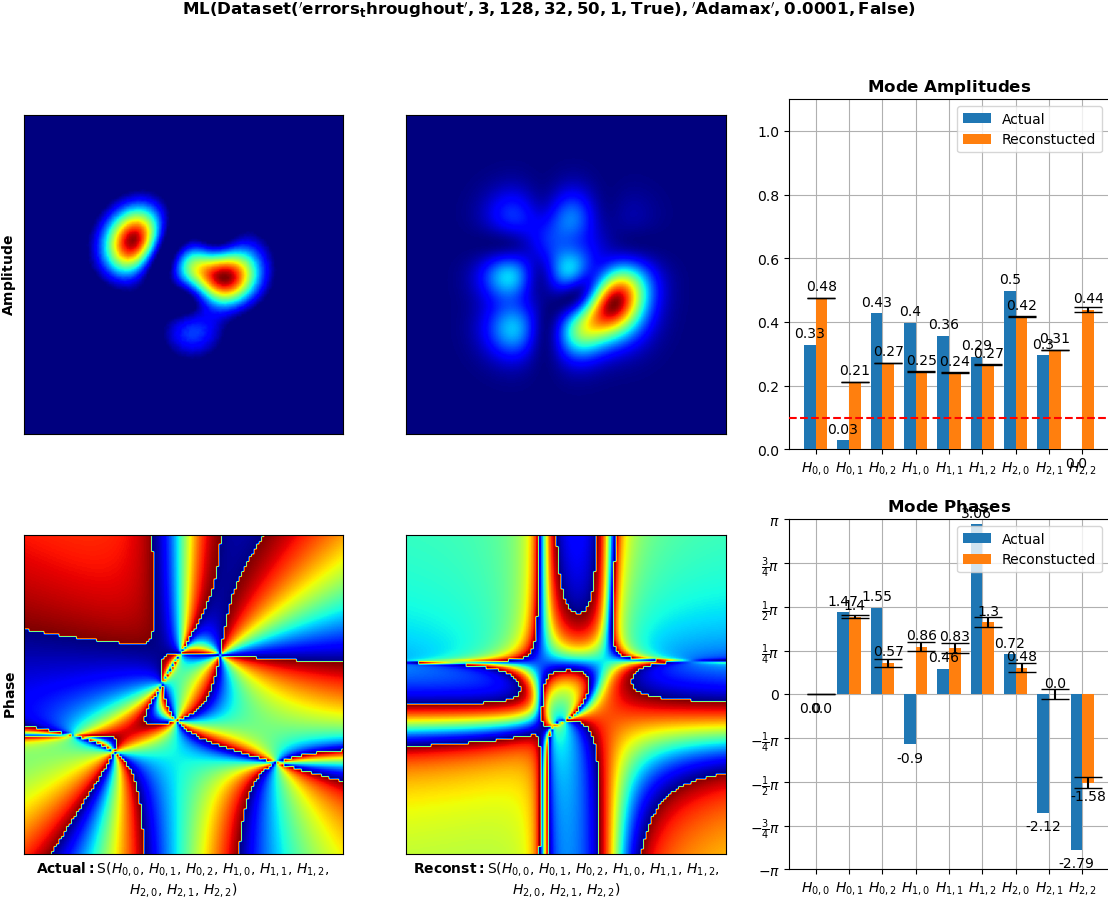 ML(Dataset('errors_throughout', 3, 128, 32, 50, 1, True), 'Adamax', 0.0001, False)
Amplitude
Mode Amplitudes
Actual
Reconstucted
1.0
0.8
0.6
0.4
0.2
0.0
0.33
0.48
0.03
0.21
0.43
0.27
0.4
0.25
0.36
0.24
0.29
0.27
0.5
0.42
0.3
0.31
0.0
0.44
H0,0 H0,1 H0,2 H1,0 H1,1 H1,2 H2,0 H2,1 H2,2
Phase
Actual: S(H0,0, H0,1, H0,2, H1,0, H1,1, H1,2,
H2,0, H2,1, H2,2)
Reconst: S(H0,0, H0,1, H0,2, H1,0, H1,1, H1,2,
H2,0, H2,1, H2,2)
Mode Phases
Actual
Reconstucted
π
3/4π
1/2π
1/4π
0
−1/4π
−1/2π
−3/4π
−π
0.0
0.0
1.47
1.4
1.55
0.57
-0.9
0.86
0.46
0.83
3.06
1.3
0.72
0.48
-2.12
0.0
-2.79
-1.58
H0,0 H0,1 H0,2 H1,0 H1,1 H1,2 H2,0 H2,1 H2,2